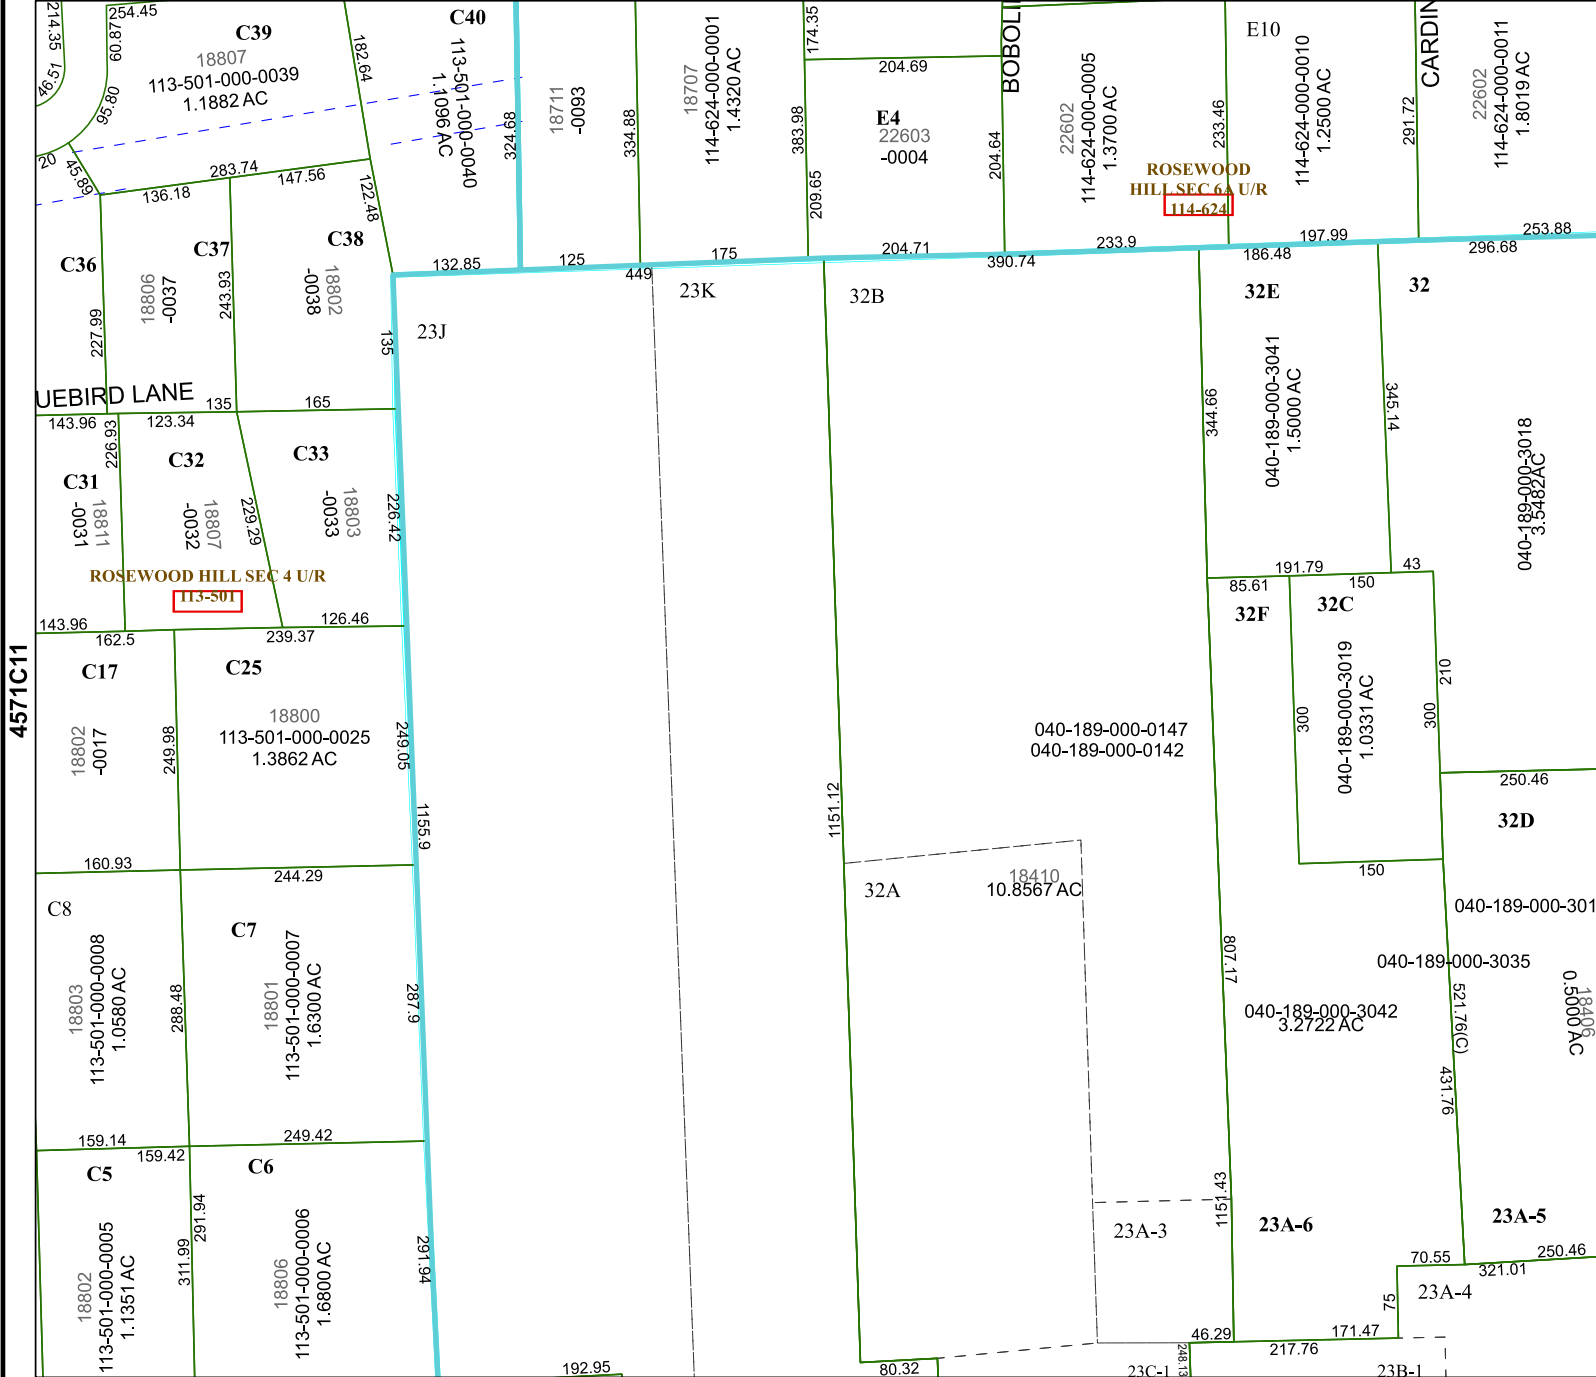 4571C11
214.35
254.45
60.87
46.51
95.80
20
45.89
C39
18807
113-501-000-0039
1.1882 AC
182.64
283.74
136.18
147.56
122.48
C40
113-501-000-0040
1.1096 AC
324.68
18711
-0093
334.88
18707
114-624-000-0001
1.4320 AC
174.35
383.98
209.65
204.69
E4
22603
-0004
204.64
22602
114-624-000-0005
1.3700 AC
233.46
E10
114-624-000-0010
1.2500 AC
291.72
22602
114-624-000-0011
1.8019 AC
ROSEWOOD
HILL SEC 6A U/R
114-624
132.85
125
449
175
204.71
390.74
233.9
197.99
186.48
253.88
296.68
C36
227.99
C37
18806
-0037
243.93
C38
18802
-0038
135
23J
23K
32B
32E
040-189-000-3041
1.5000 AC
344.66
345.14
32
040-189-000-3018
3.5482 AC
UEBIRD LANE
135
165
143.96
123.34
226.93
C31
18811
-0031
C32
18807
-0032
229.29
C33
18803
-0033
226.42
ROSEWOOD HILL SEC 4 U/R
113-501
143.96
162.5
239.37
126.46
191.79
43
85.61
150
32F
32C
040-189-000-3019
1.0331 AC
300
300
210
C17
18802
-0017
249.98
C25
18800
113-501-000-0025
1.3862 AC
249.05
1155.9
1151.12
040-189-000-0147
040-189-000-0142
250.46
32D
150
160.93
244.29
32A
18410
10.8567 AC
C8
18803
113-501-000-0008
1.0580 AC
288.48
C7
18801
113-501-000-0007
1.6300 AC
287.9
807.17
040-189-000-301
040-189-000-3035
040-189-000-3042
3.2722 AC
521.76(C)
431.76
18406
0.5000 AC
159.14
159.42
249.42
C5
18802
113-501-000-0005
1.1351 AC
311.99
291.94
C6
18806
113-501-000-0006
1.6800 AC
291.94
1151.43
23A-3
23A-6
23A-5
70.55
250.46
321.01
23A-4
75
46.29
171.47
217.76
248.13
192.95
80.32
23C-1
23B-1